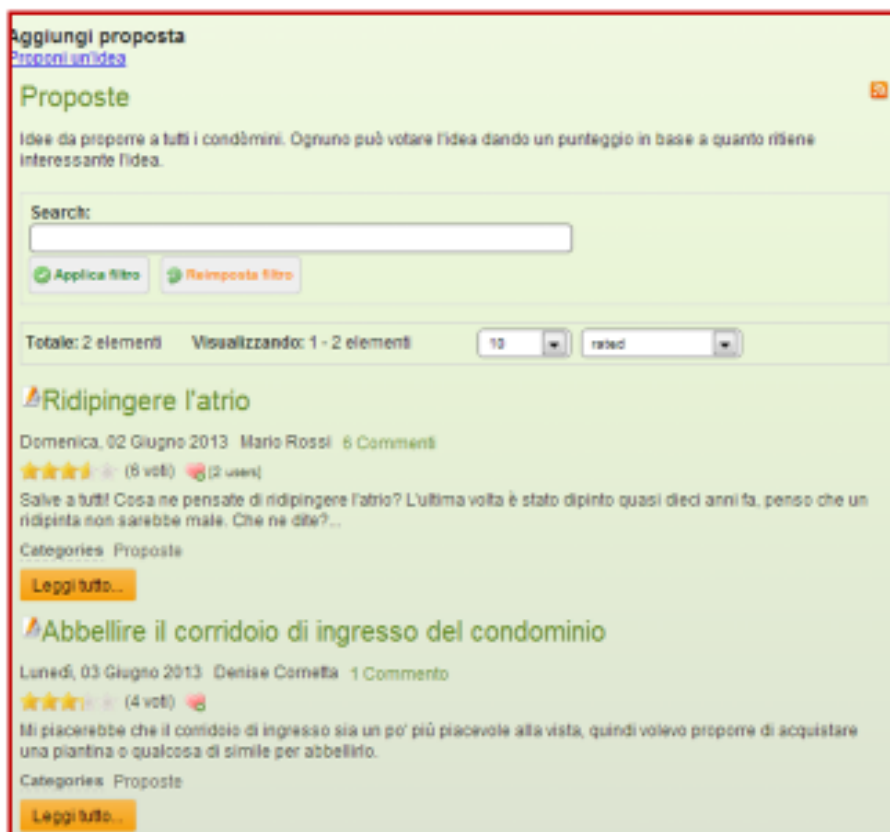 Aggiungi proposta
Proponi un'idea
Proposte
Idee da proporre a tutti i condòmini. Ognuno può votare l'idea dando un punteggio in base a quanto ritiene
interessante l'idea.
Search:
Applica filtro Reimposta filtro
Totale: 2 elementi Visualizzando: 1 - 2 elementi 10 rated
Ridipingere l'atrio
Domenica, 02 Giugno 2013 Mario Rossi 6 Commenti
(6 voti) (2 users)
Salve a tutti! Cosa ne pensate di ridipingere l'atrio? L'ultima volta è stato dipinto quasi dieci anni fa, penso che un
ridipinta non sarebbe male. Che ne dite?...
Categories Proposte
Leggi tutto...
Abbellire il corridoio di ingresso del condominio
Lunedì, 03 Giugno 2013 Denise Cornetta 1 Commento
(4 voti)
Mi piacerebbe che il corridoio di ingresso sia un po' più piacevole alla vista, quindi volevo proporre di acquistare
una piantina o qualcosa di simile per abbellirlo.
Categories Proposte
Leggi tutto...